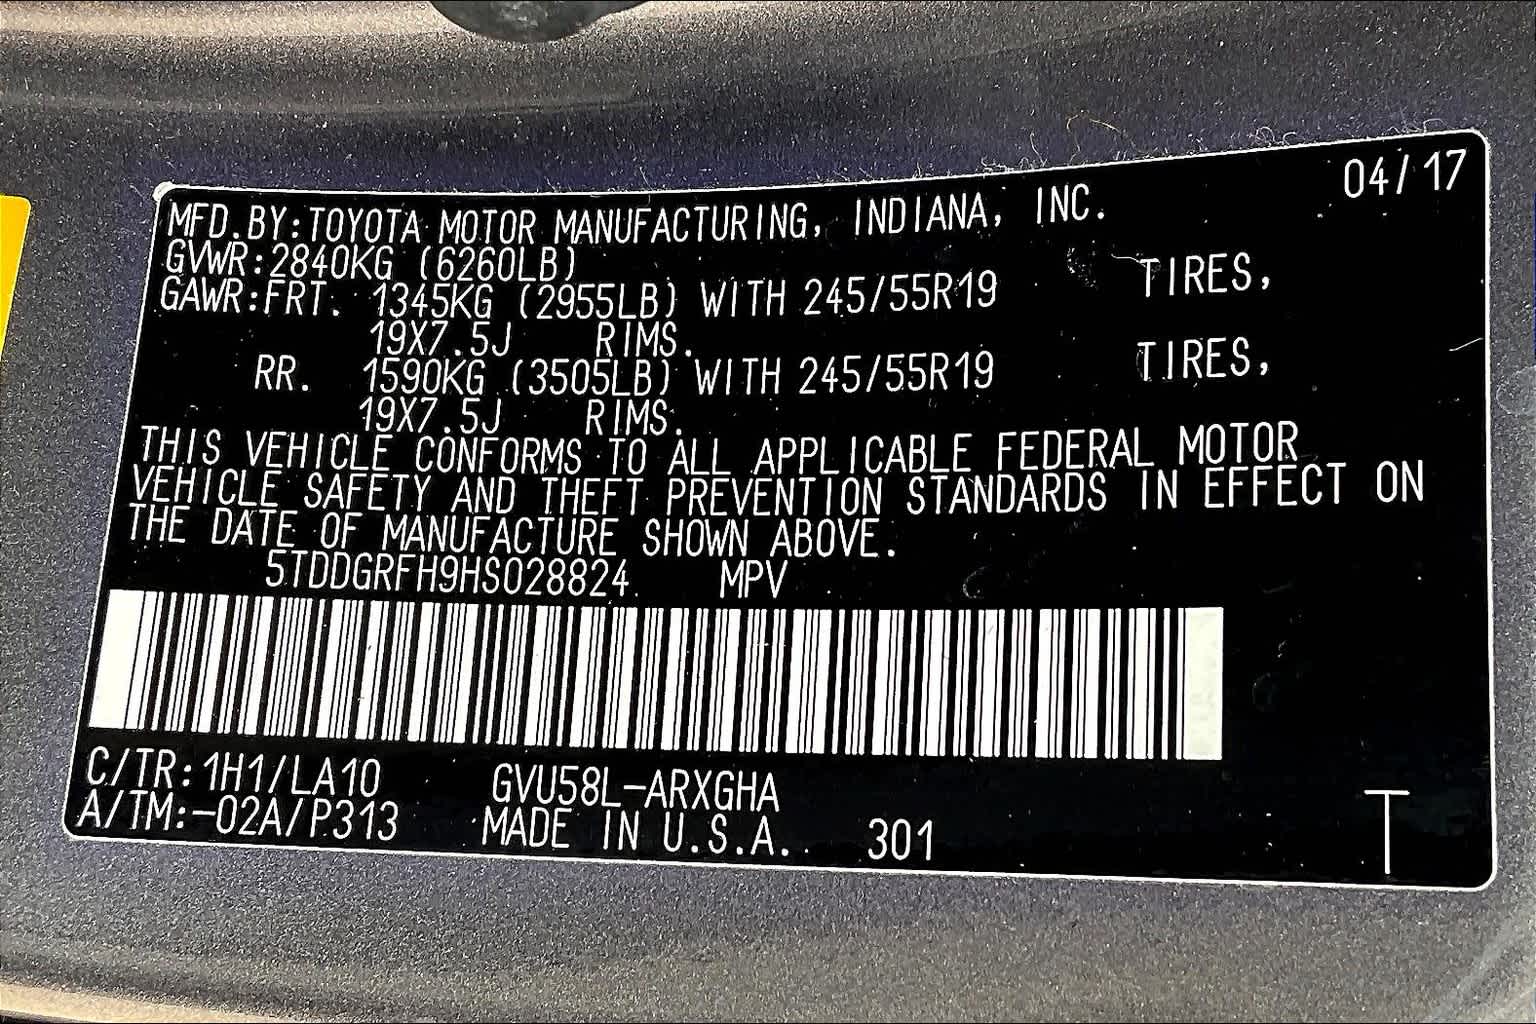 04/17
MFD.BY:TOYOTA MOTOR MANUFACTURING, INDIANA, INC.
GVWR:2840KG (6260LB)
GAWR:FRT. 1345KG (2955LB) WITH 245/55R19 TIRES,
19X7.5J RIMS.
RR. 1590KG (3505LB) WITH 245/55R19 TIRES,
19X7.5J RIMS.
THIS VEHICLE CONFORMS TO ALL APPLICABLE FEDERAL MOTOR
VEHICLE SAFETY AND THEFT PREVENTION STANDARDS IN EFFECT ON
THE DATE OF MANUFACTURE SHOWN ABOVE.
5TDDGRFH9HS028824 MPV
C/TR:1H1/LA10 GVU58L-ARXGHA
A/TM:-02A/P313 MADE IN U.S.A. 301
T